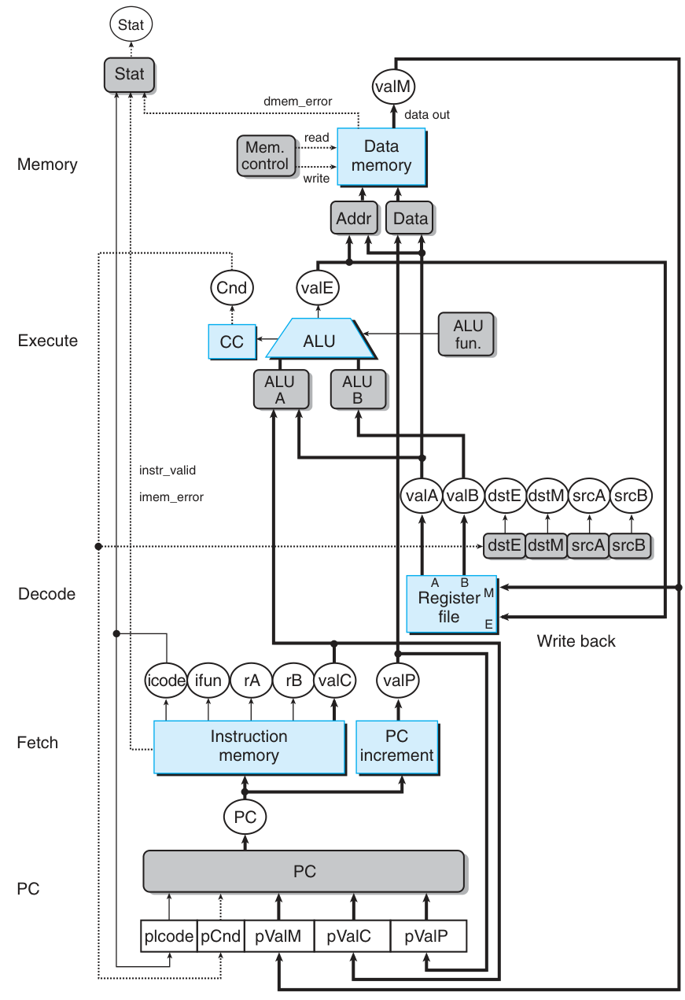 Stat
Stat
valM
dmem_error
data out
Mem.
control
read
write
Data
memory
Memory
Addr
Data
Cnd
valE
CC
ALU
ALU
fun.
Execute
ALU
A
ALU
B
instr_valid
imem_error
valA
valB
dstE
dstM
srcA
srcB
dstE
dstM
srcA
srcB
A
B
M
Register
file
E
Decode
Write back
icode
ifun
rA
rB
valC
valP
Instruction
memory
PC
increment
Fetch
PC
PC
PC
pIcode
pCnd
pValM
pValC
pValP